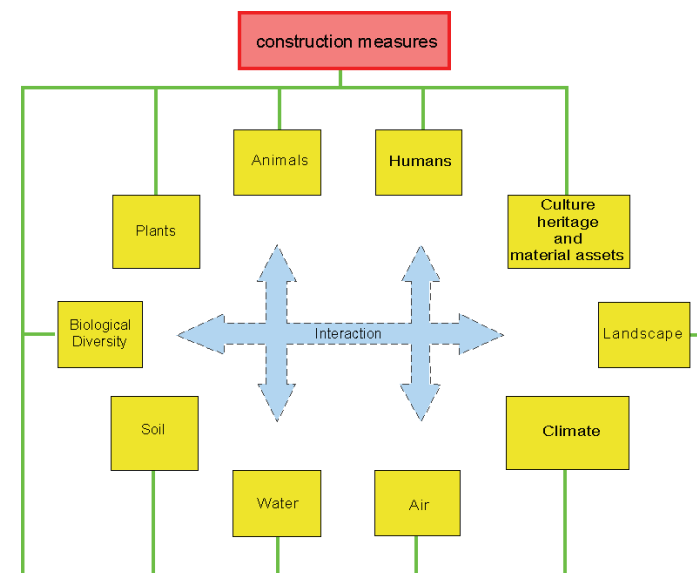 construction measures
Animals
Humans
Plants
Culture
heritage
and
material assets
Biological
Diversity
Interaction
Landscape
Soil
Climate
Water
Air